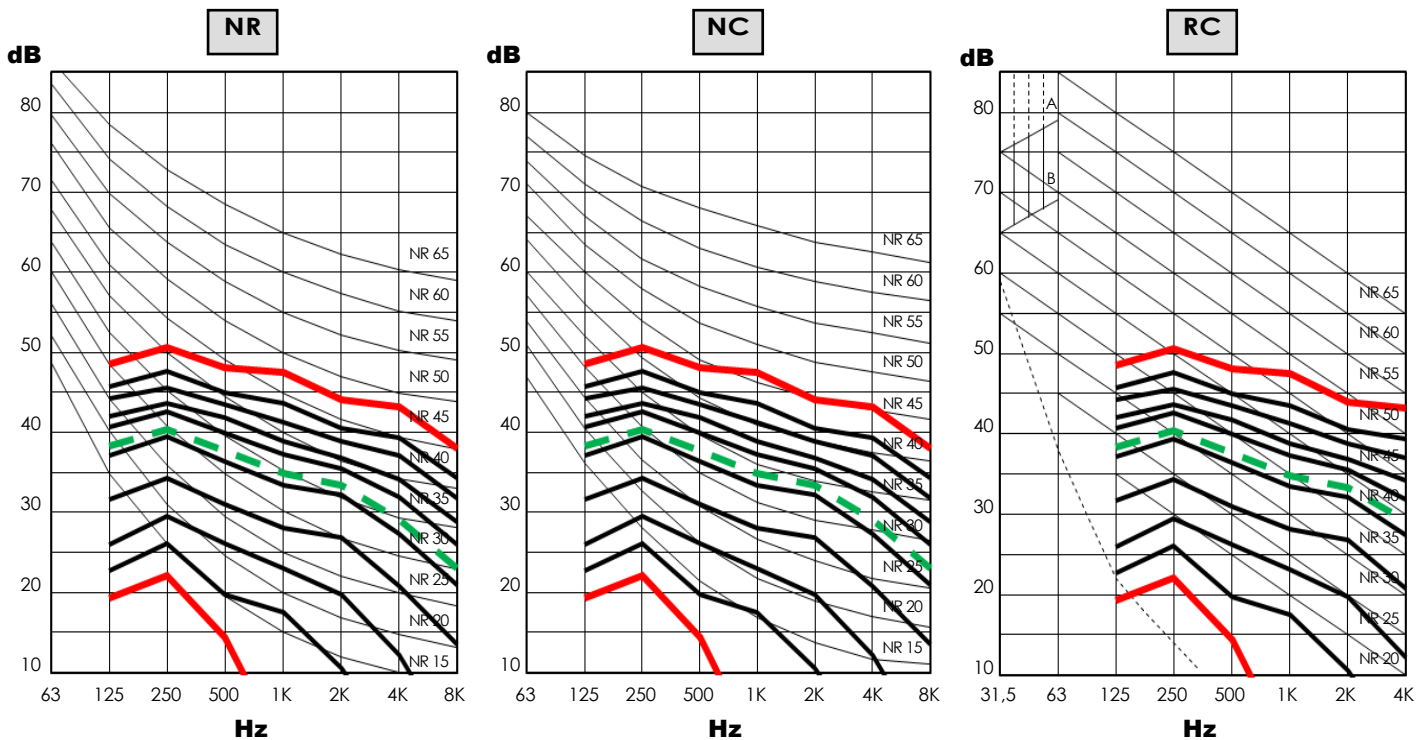 NR
dB
80
70
60
50
40
30
20
10
NR 65
NR 60
NR 55
NR 50
NR 45
NR 40
NR 35
NR 30
NR 25
NR 20
NR 15
63 125 250 500 1K 2K 4K 8K
Hz
NC
dB
80
70
60
50
40
30
20
10
NR 65
NR 60
NR 55
NR 50
NR 45
NR 40
NR 35
NR 30
NR 25
NR 20
NR 15
63 125 250 500 1K 2K 4K 8K
Hz
RC
dB
80
70
60
50
40
30
20
10
A
B
NR 65
NR 60
NR 55
NR 50
NR 45
NR 40
NR 35
NR 30
NR 25
NR 20
31,5 63 125 250 500 1K 2K 4K
Hz